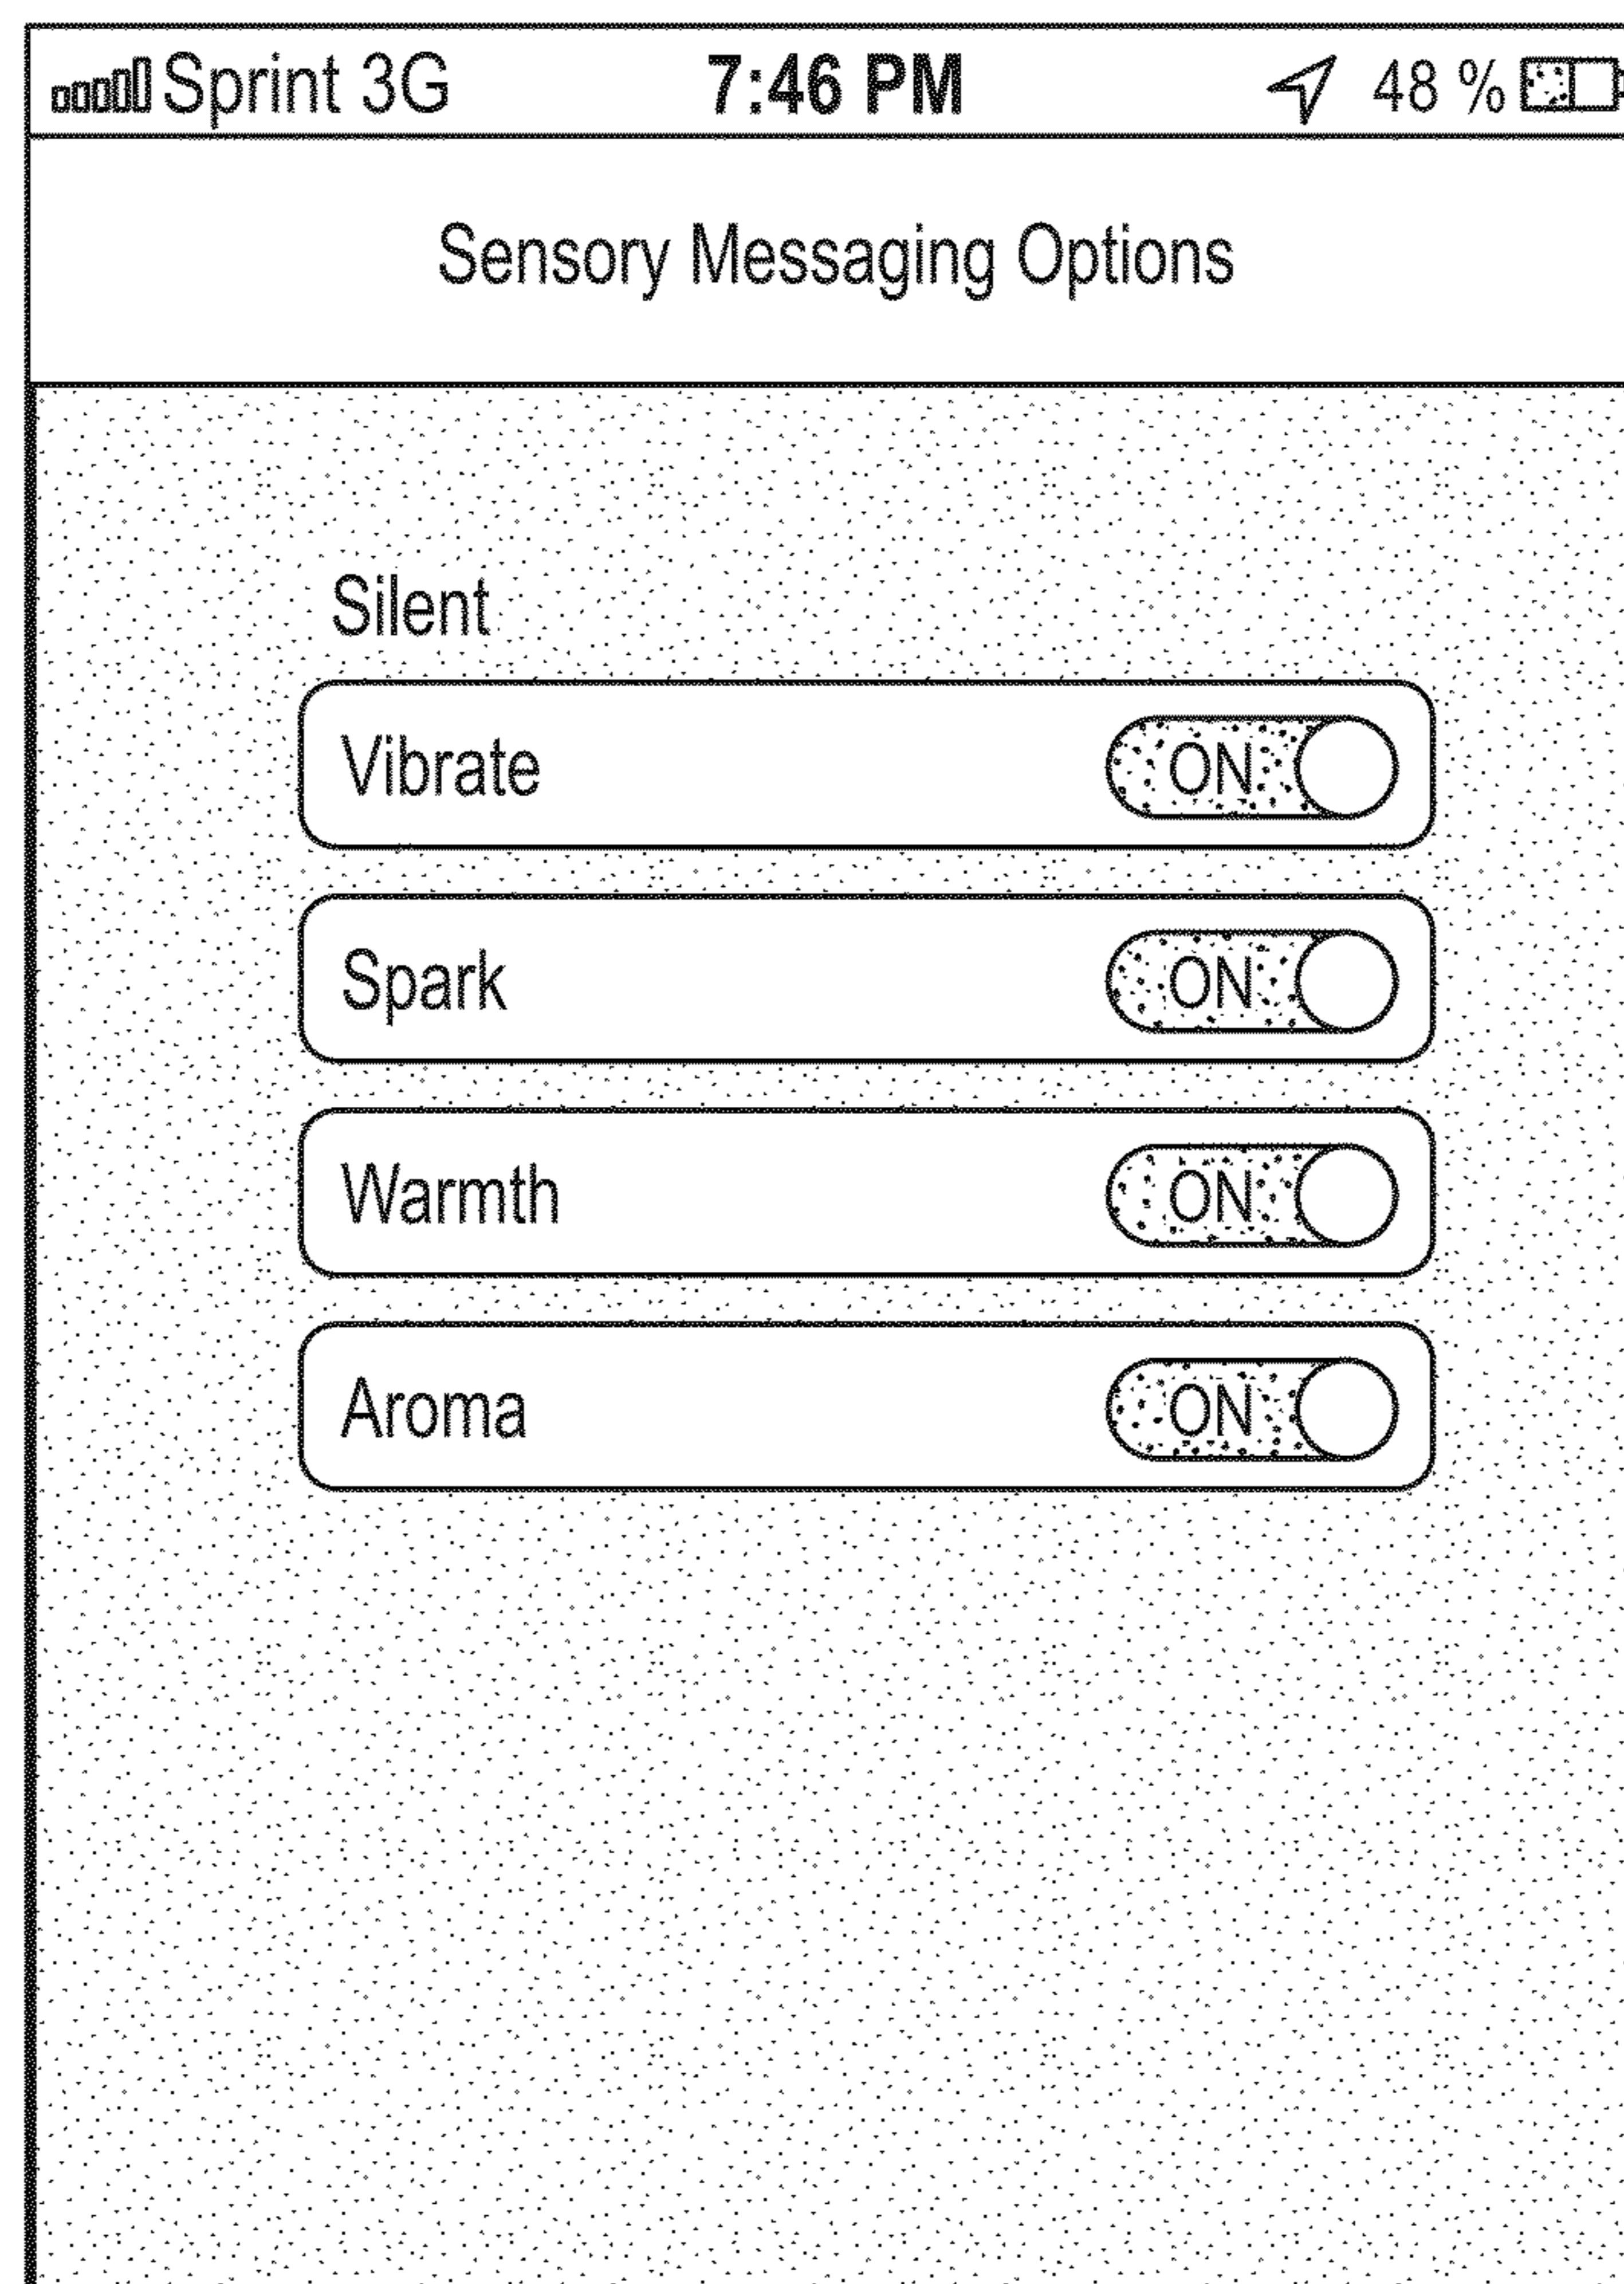 Sprint 3G 7:46 PM 48 %
Sensory Messaging Options
Silent
Vibrate ON
Spark ON
Warmth ON
Aroma ON